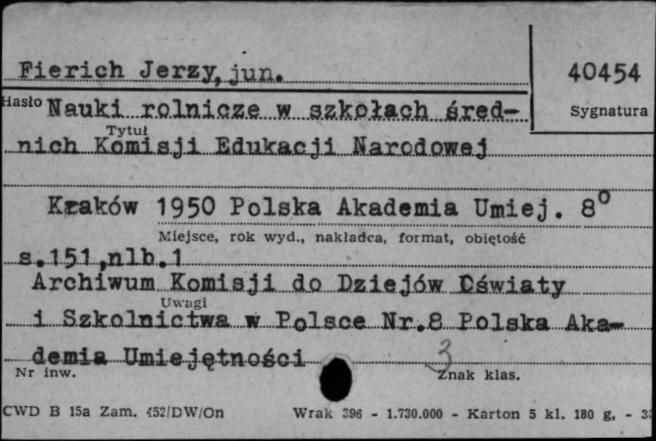 Fierich Jerzy, jun.
40454
Hasło
Sygnatura
Nauki rolnicze w szkołach śred-
Tytuł
nich Komisji Edukacji Narodowej
Kraków 1950 Polska Akademia Umiej. 8°
Miejsce, rok wyd., nakładca, format, objętość
s.151,nlb.1
Archiwum Komisji do Dziejów Oświaty
Uwagi
i Szkolnictwa w Polsce Nr.8 Polska Aka-
demia Umiejętności
3
Nr inw.
Znak klas.
CWD B 15a Zam. 452/DW/On
Wrak 396 - 1.730.000 - Karton 5 kl. 180 g. -